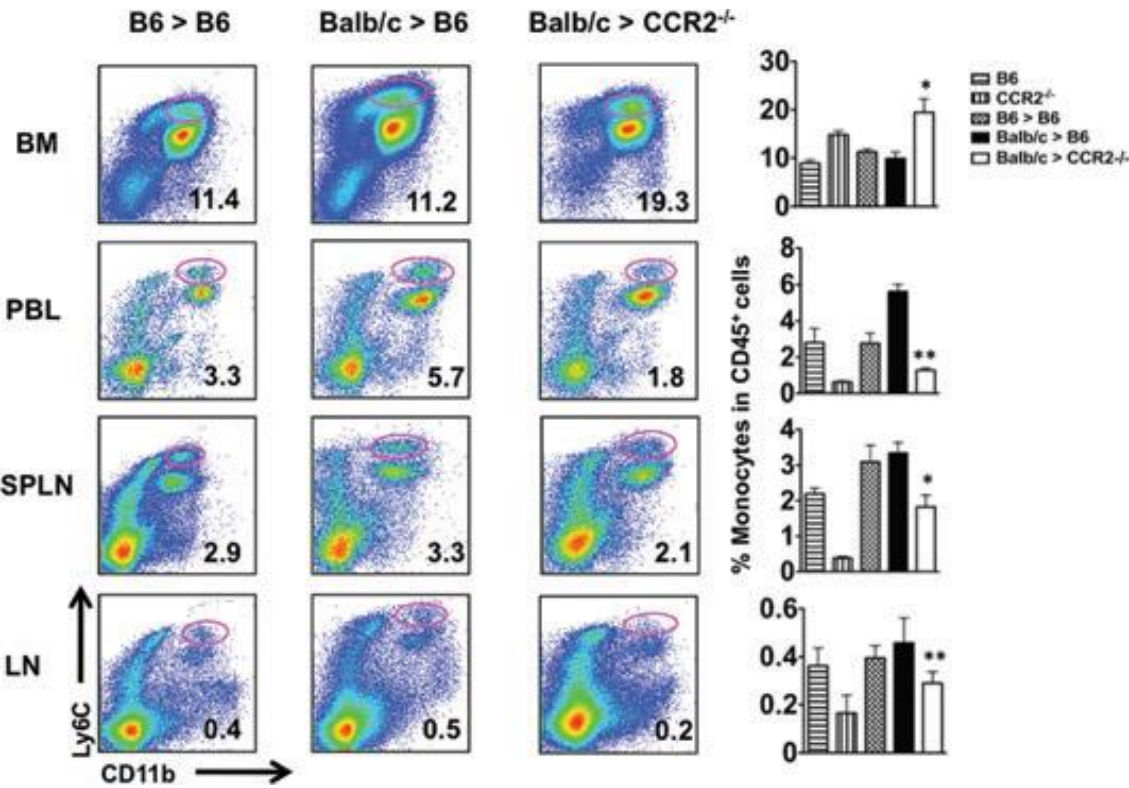 B6 > B6
Balb/c > B6
Balb/c > CCR2-/-
BM
11.4
11.2
19.3
30
20
10
0
*
B6
CCR2-/-
B6 > B6
Balb/c > B6
Balb/c > CCR2-/-
PBL
3.3
5.7
1.8
8
6
4
2
0
**
% Monocytes in CD45+ cells
SPLN
2.9
3.3
2.1
4
3
2
1
0
*
LN
0.4
0.5
0.2
0.6
0.4
0.2
0
**
Ly6C
CD11b